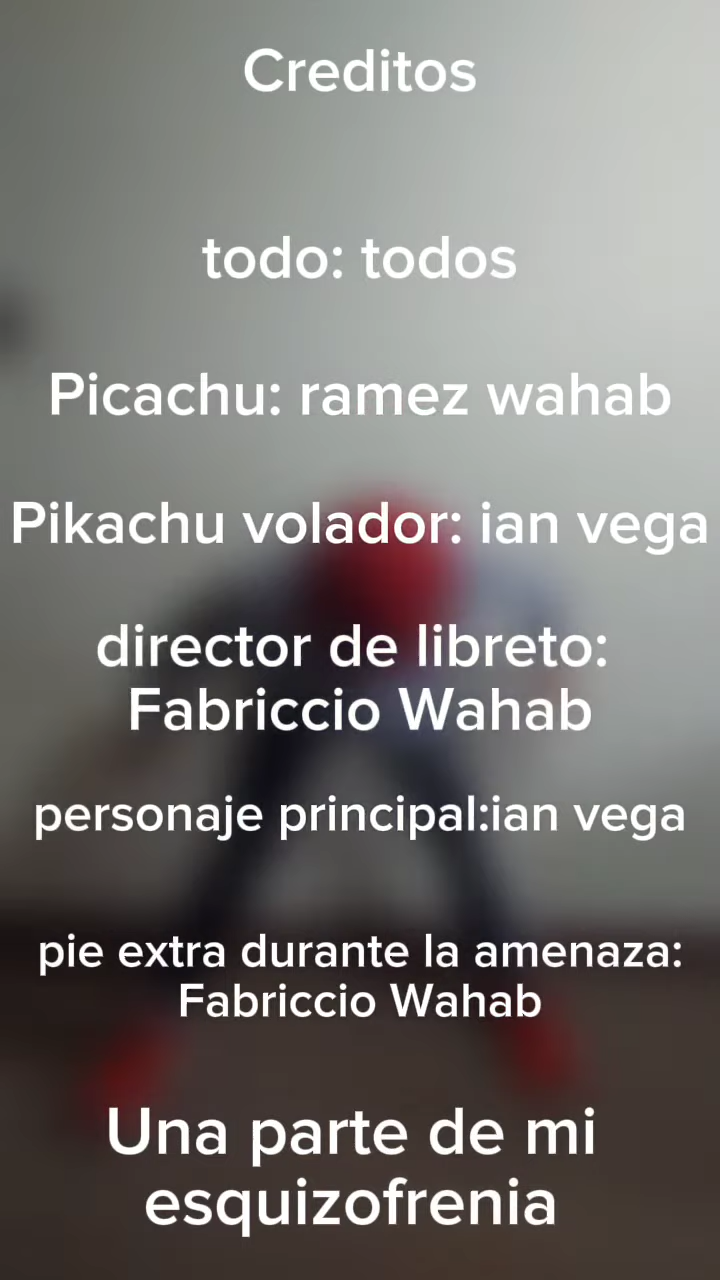 Creditos
todo: todos
Picachu: ramez wahab
Pikachu volador: ian vega
director de libreto:
Fabriccio Wahab
personaje principal:ian vega
pie extra durante la amenaza:
Fabriccio Wahab
Una parte de mi
esquizofrenia